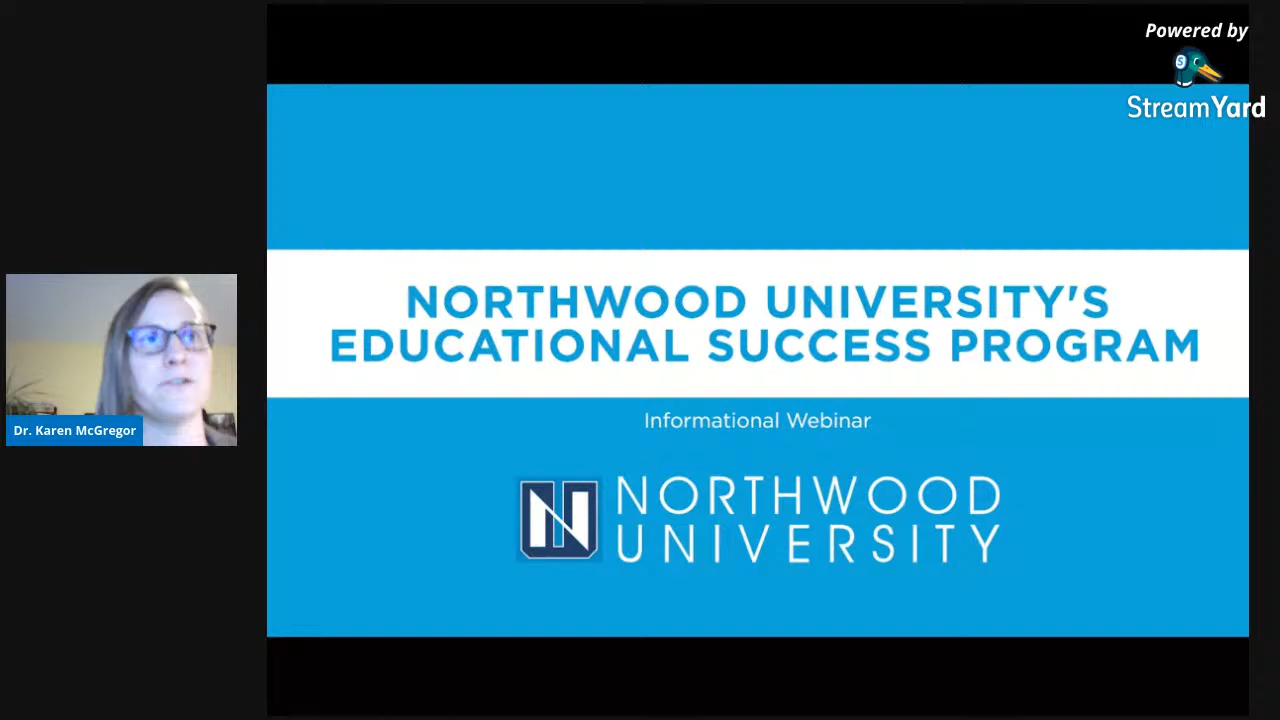 Powered by
StreamYard
NORTHWOOD UNIVERSITY'S
EDUCATIONAL SUCCESS PROGRAM
Informational Webinar
NORTHWOOD
UNIVERSITY
Dr. Karen McGregor